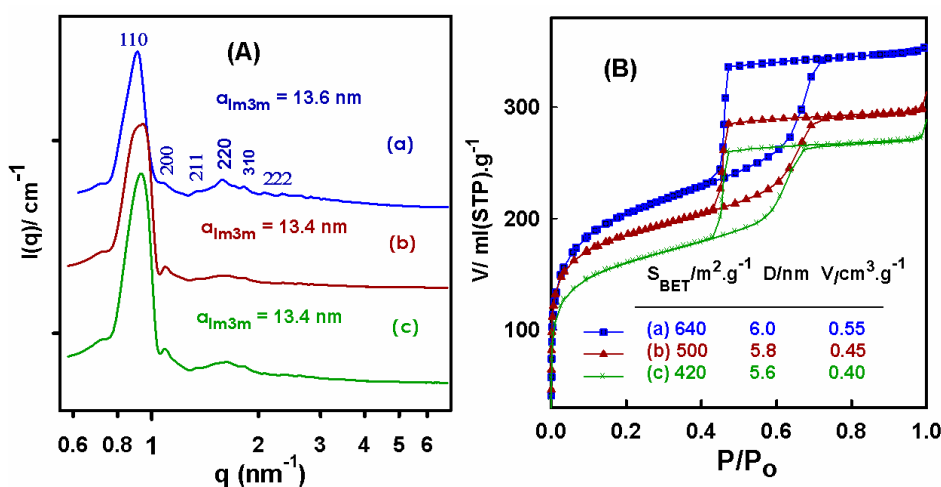 (A)
110
a_Im3m = 13.6 nm
(a)
200
211
220
310
222
a_Im3m = 13.4 nm
(b)
a_Im3m = 13.4 nm
(c)
I(q)/ cm⁻¹
0.6 0.8 1 2 3 4 5 6
q (nm⁻¹)
(B)
V/ ml(STP).g⁻¹
300
200
100
S_BET/m².g⁻¹ D/nm V/cm³.g⁻¹
(a) 640 6.0 0.55
(b) 500 5.8 0.45
(c) 420 5.6 0.40
0.0 0.2 0.4 0.6 0.8 1.0
P/Po